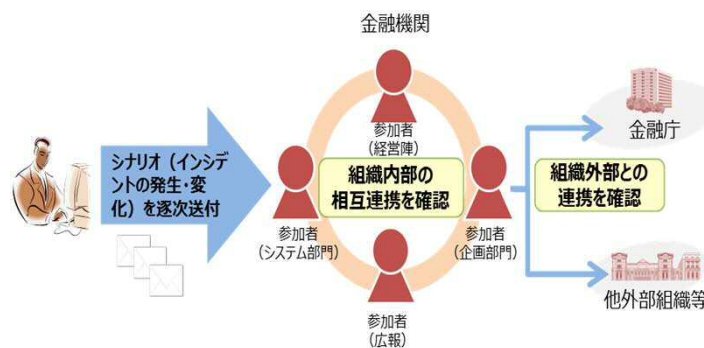 金融機関
シナリオ（インシデ
ントの発生・変
化）を逐次送付
参加者
（経営陣）
組織内部の
相互連携を確認
参加者
（システム部門）
参加者
（企画部門）
参加者
（広報）
金融庁
組織外部との
連携を確認
他外部組織等